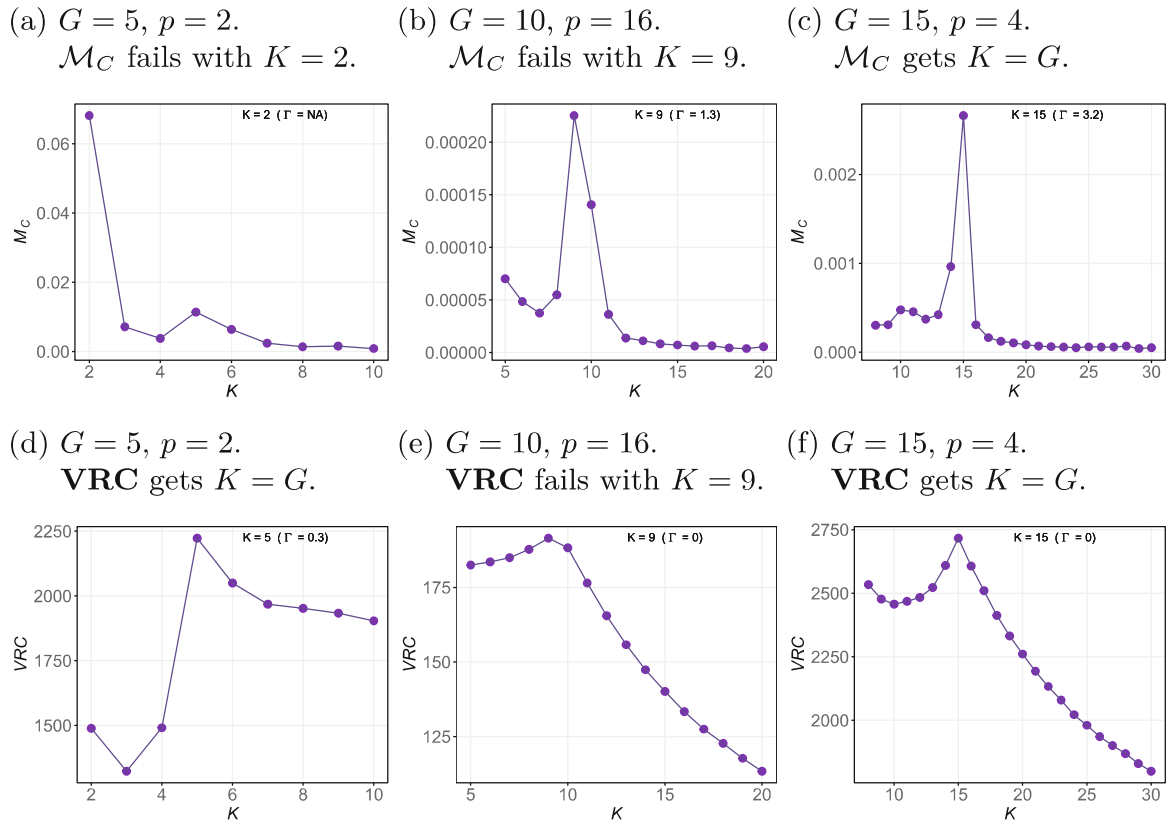 (a) G = 5, p = 2.
𝓜_C fails with K = 2.
K = 2 ( Γ = NA)
0.06
0.04
0.02
0.00
M_C
2 4 6 8 10
K
(b) G = 10, p = 16.
𝓜_C fails with K = 9.
K = 9 ( Γ = 1.3)
0.00020
0.00015
0.00010
0.00005
0.00000
M_C
5 10 15 20
K
(c) G = 15, p = 4.
𝓜_C gets K = G.
K = 15 ( Γ = 3.2)
0.002
0.001
0.000
M_C
10 15 20 25 30
K
(d) G = 5, p = 2.
VRC gets K = G.
K = 5 ( Γ = 0.3)
2250
2000
1750
1500
VRC
2 4 6 8 10
K
(e) G = 10, p = 16.
VRC fails with K = 9.
K = 9 ( Γ = 0)
175
150
125
VRC
5 10 15 20
K
(f) G = 15, p = 4.
VRC gets K = G.
K = 15 ( Γ = 0)
2750
2500
2250
2000
VRC
10 15 20 25 30
K